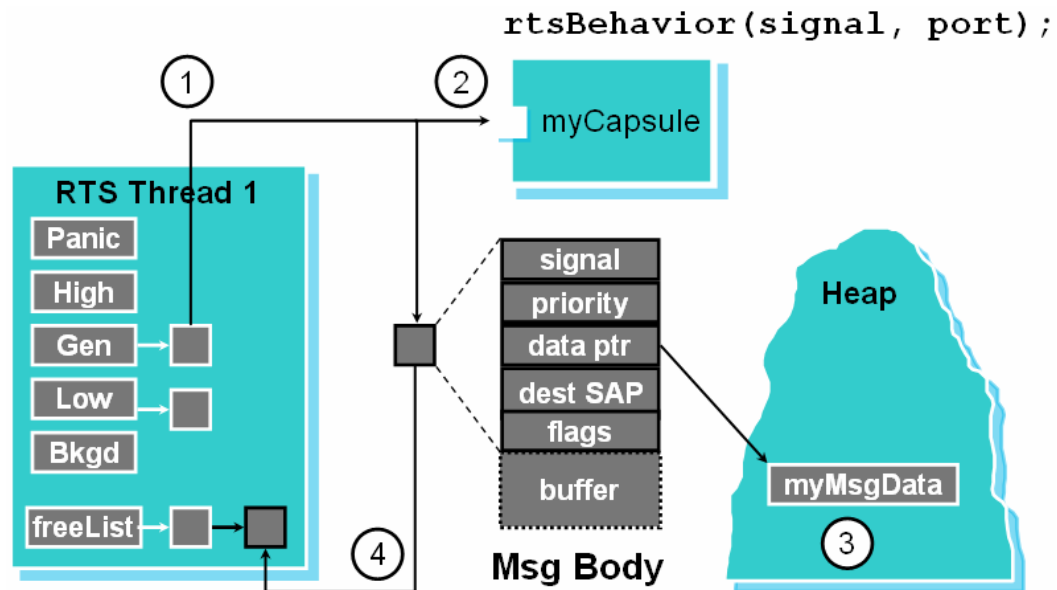 rtsBehavior(signal, port);
1
2
myCapsule
RTS Thread 1
Panic
High
Gen
Low
Bkgd
freeList
signal
priority
data ptr
dest SAP
flags
buffer
Msg Body
4
Heap
myMsgData
3